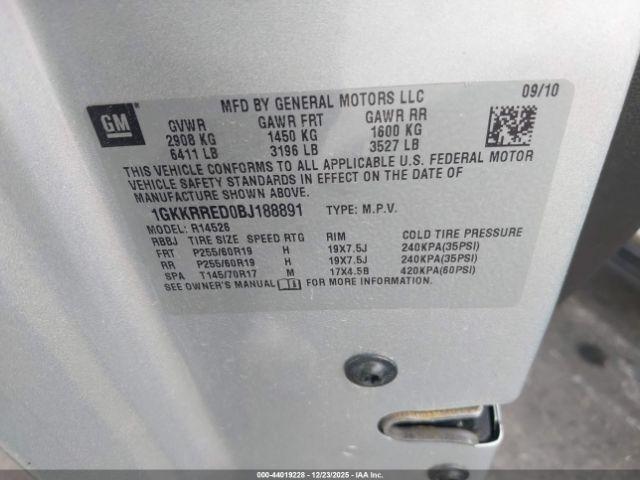 GM
MFD BY GENERAL MOTORS LLC
09/10
GVWR GAWR FRT GAWR RR
2908 KG 1450 KG 1600 KG
6411 LB 3196 LB 3527 LB
THIS VEHICLE CONFORMS TO ALL APPLICABLE U.S. FEDERAL MOTOR
VEHICLE SAFETY STANDARDS IN EFFECT ON THE DATE OF
MANUFACTURE SHOWN ABOVE.
1GKKRRED0BJ188891 TYPE: M.P.V.
MODEL: R14526
RBBJ TIRE SIZE SPEED RTG RIM COLD TIRE PRESSURE
FRT P255/60R19 H 19X7.5J 240KPA(35PSI)
RR P255/60R19 H 19X7.5J 240KPA(35PSI)
SPA T145/70R17 M 17X4.5B 420KPA(60PSI)
SEE OWNER'S MANUAL FOR MORE INFORMATION.
000-44019228 - 12/23/2025 - IAAI.COM